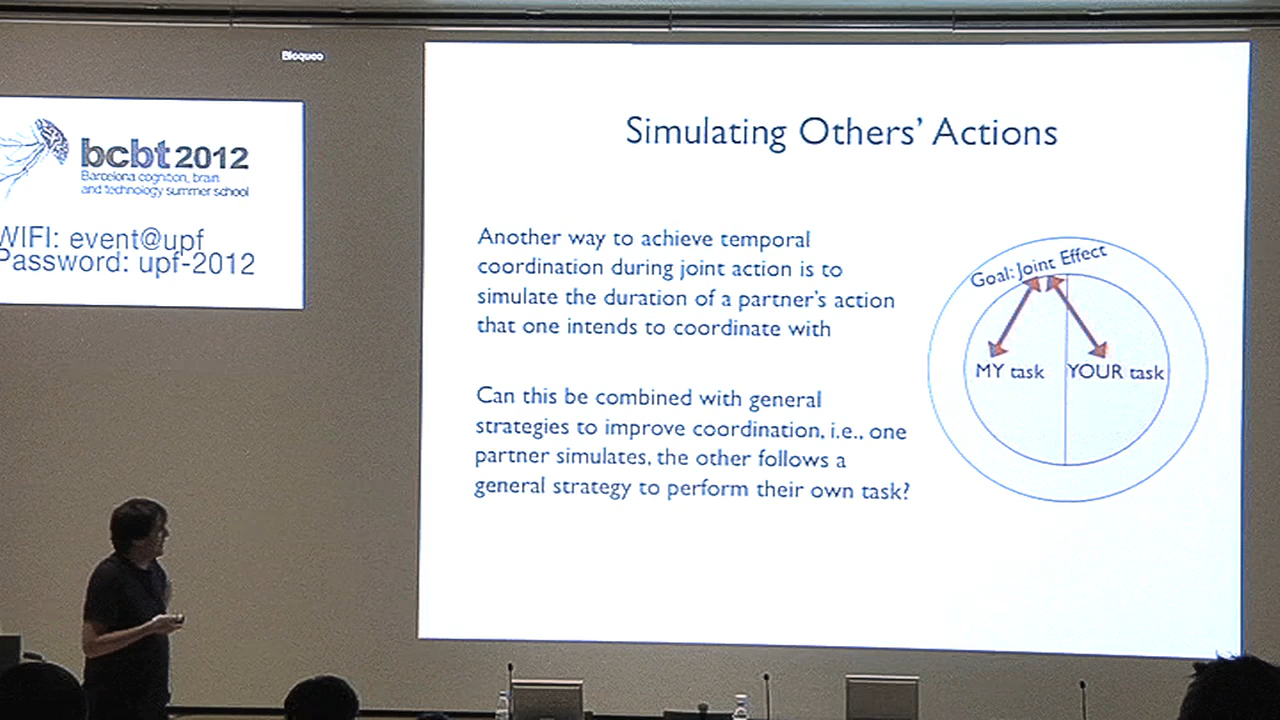 Bloqueo
bcbt 2012
Barcelona cognition, brain
and technology summer school
WIFI: event@upf
Password: upf-2012
Simulating Others' Actions
Another way to achieve temporal
coordination during joint action is to
simulate the duration of a partner's action
that one intends to coordinate with
Can this be combined with general
strategies to improve coordination, i.e., one
partner simulates, the other follows a
general strategy to perform their own task?
Goal: Joint Effect
MY task
YOUR task